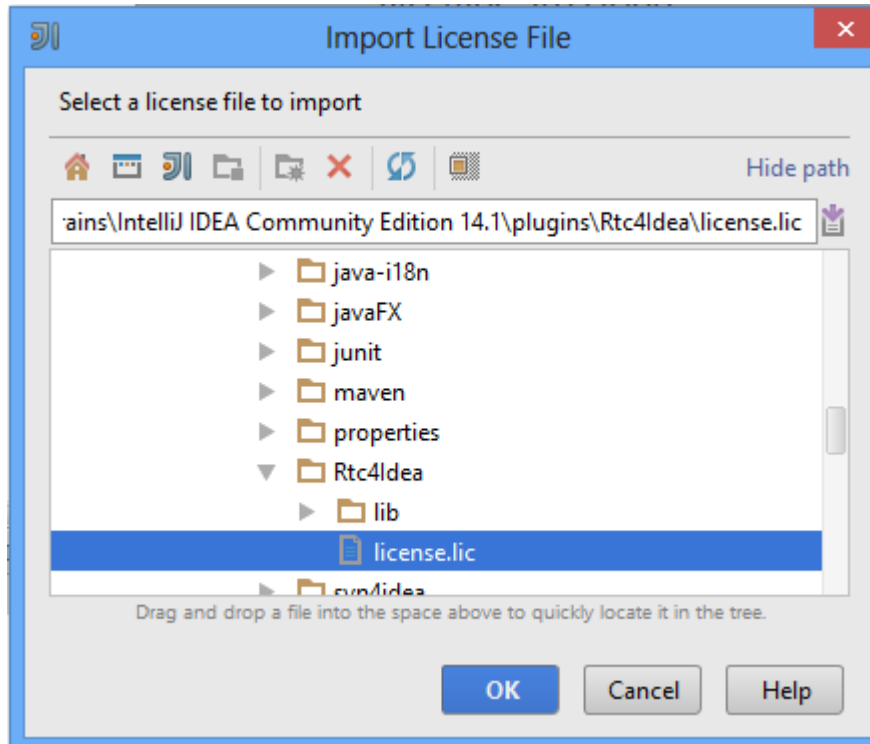 Import License File
Select a license file to import
Hide path
rains\IntelliJ IDEA Community Edition 14.1\plugins\Rtc4Idea\license.lic
java-i18n
javaFX
junit
maven
properties
Rtc4Idea
lib
license.lic
svn4idea
Drag and drop a file into the space above to quickly locate it in the tree.
OK Cancel Help